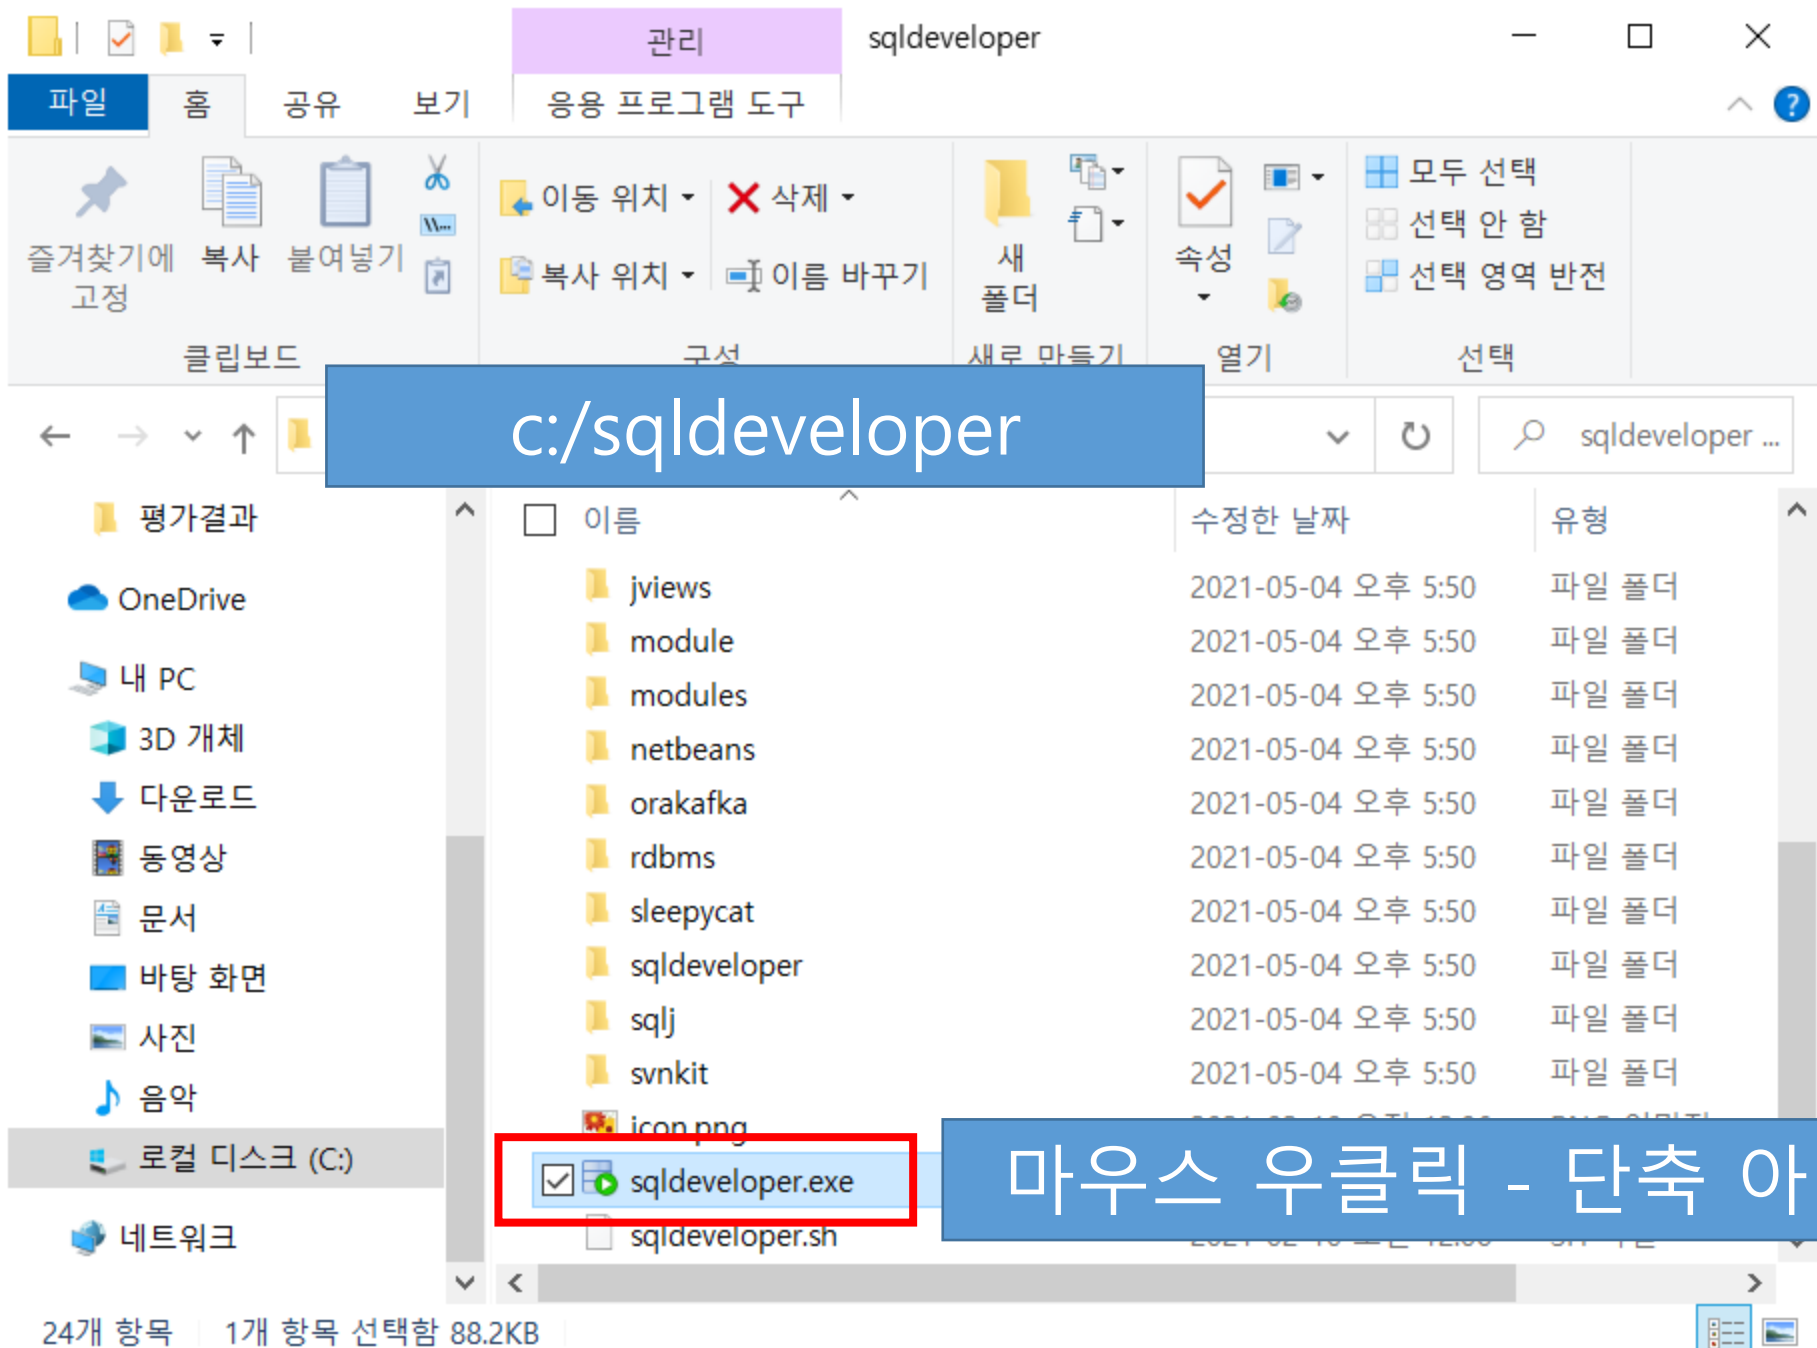 관리
sqldeveloper
파일 홈 공유 보기 응용 프로그램 도구
즐겨찾기에 고정
복사
붙여넣기
이동 위치
삭제
복사 위치
이름 바꾸기
새 폴더
속성
모두 선택
선택 안 함
선택 영역 반전
클립보드 구성 새로 만들기 열기 선택
c:/sqldeveloper
sqldeveloper ...
평가결과
OneDrive
내 PC
3D 개체
다운로드
동영상
문서
바탕 화면
사진
음악
로컬 디스크 (C:)
네트워크
이름 수정한 날짜 유형
jviews 2021-05-04 오후 5:50 파일 폴더
module 2021-05-04 오후 5:50 파일 폴더
modules 2021-05-04 오후 5:50 파일 폴더
netbeans 2021-05-04 오후 5:50 파일 폴더
orakafka 2021-05-04 오후 5:50 파일 폴더
rdbms 2021-05-04 오후 5:50 파일 폴더
sleepycat 2021-05-04 오후 5:50 파일 폴더
sqldeveloper 2021-05-04 오후 5:50 파일 폴더
sqlj 2021-05-04 오후 5:50 파일 폴더
svnkit 2021-05-04 오후 5:50 파일 폴더
icon.png
sqldeveloper.exe
마우스 우클릭 - 단축 아
sqldeveloper.sh
24개 항목 1개 항목 선택함 88.2KB